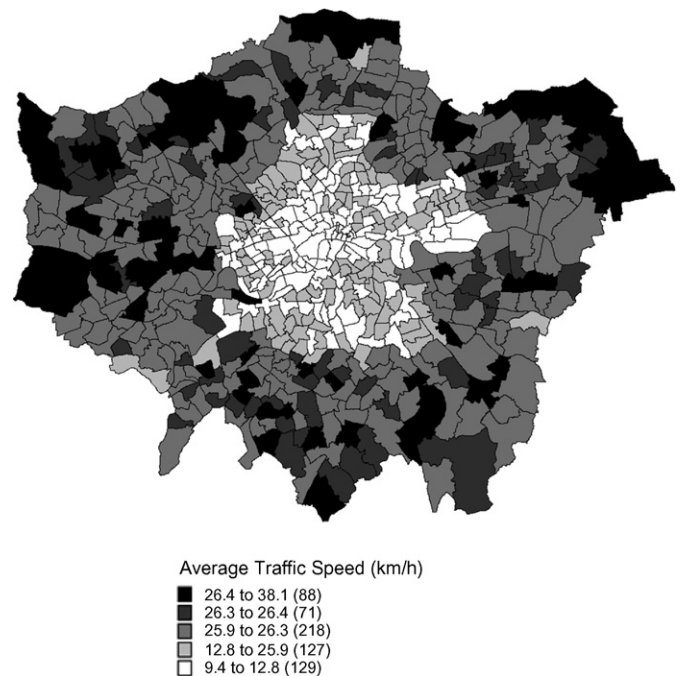 Average Traffic Speed (km/h)
26.4 to 38.1 (88)
26.3 to 26.4 (71)
25.9 to 26.3 (218)
12.8 to 25.9 (127)
9.4 to 12.8 (129)